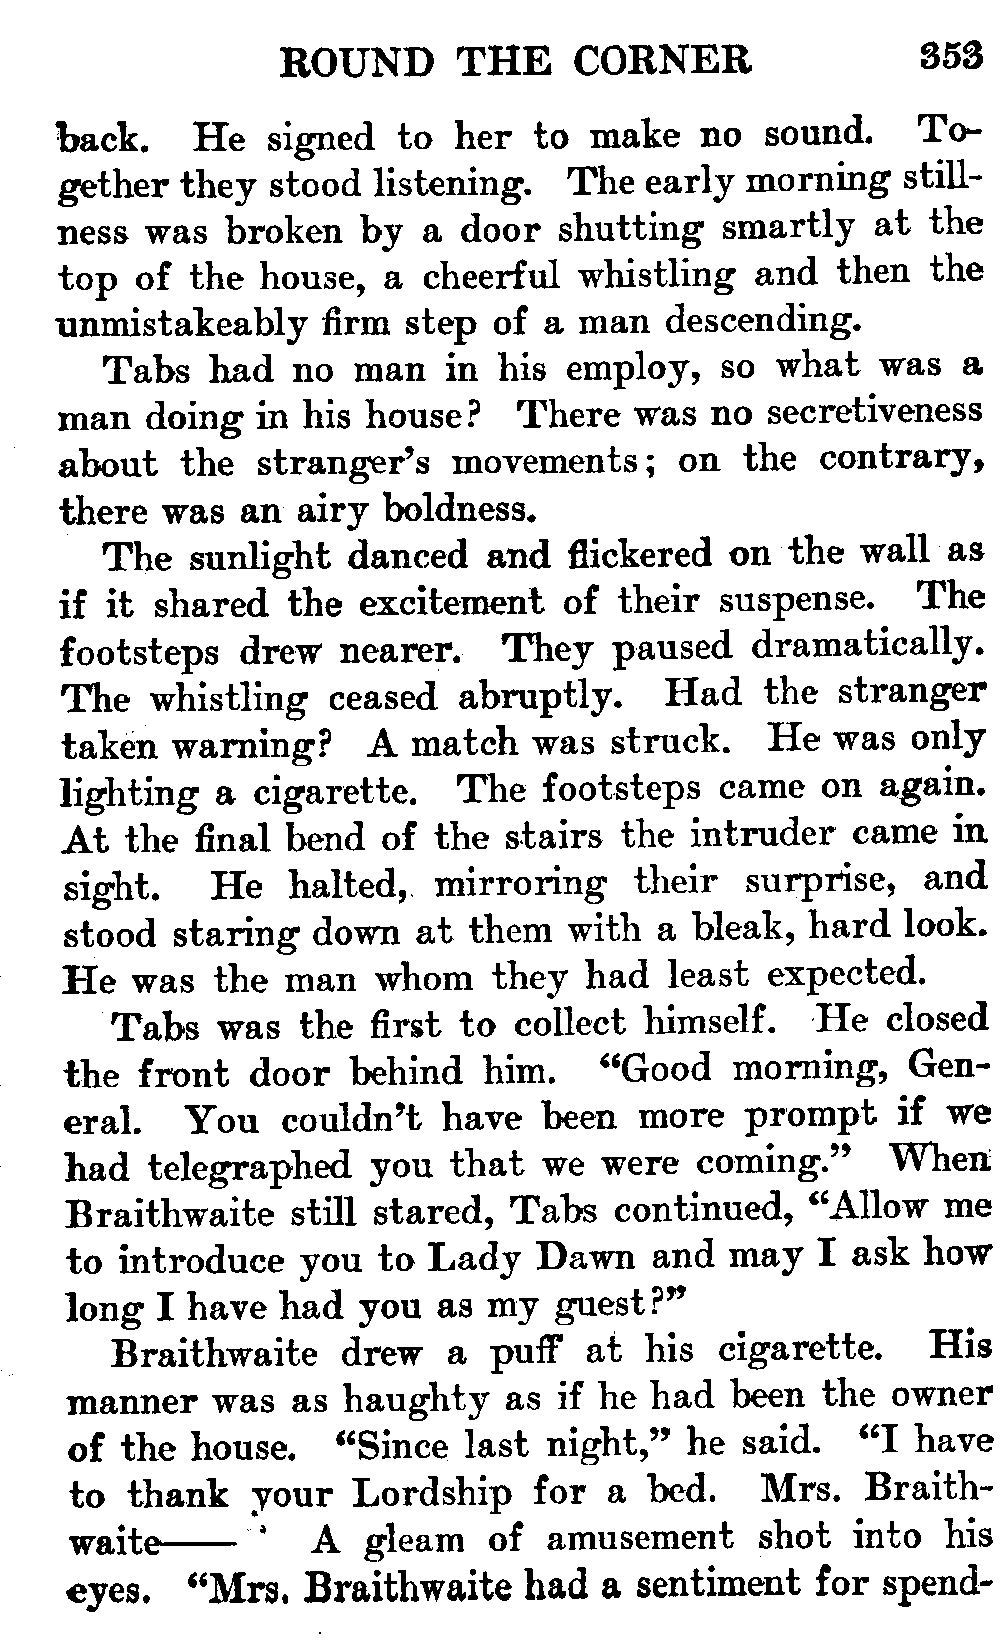 ROUND THE CORNER 353
back. He signed to her to make no sound. To-
gether they stood listening. The early morning still-
ness was broken by a door shutting smartly at the
top of the house, a cheerful whistling and then the
unmistakeably firm step of a man descending.
Tabs had no man in his employ, so what was a
man doing in his house? There was no secretiveness
about the stranger's movements; on the contrary,
there was an airy boldness.
The sunlight danced and flickered on the wall as
if it shared the excitement of their suspense. The
footsteps drew nearer. They paused dramatically.
The whistling ceased abruptly. Had the stranger
taken warning? A match was struck. He was only
lighting a cigarette. The footsteps came on again.
At the final bend of the stairs the intruder came in
sight. He halted, mirroring their surprise, and
stood staring down at them with a bleak, hard look.
He was the man whom they had least expected.
Tabs was the first to collect himself. He closed
the front door behind him. "Good morning, Gen-
eral. You couldn't have been more prompt if we
had telegraphed you that we were coming." When
Braithwaite still stared, Tabs continued, "Allow me
to introduce you to Lady Dawn and may I ask how
long I have had you as my guest?"
Braithwaite drew a puff at his cigarette. His
manner was as haughty as if he had been the owner
of the house. "Since last night," he said. "I have
to thank your Lordship for a bed. Mrs. Braith-
waite—— ' A gleam of amusement shot into his
eyes. "Mrs. Braithwaite had a sentiment for spend-